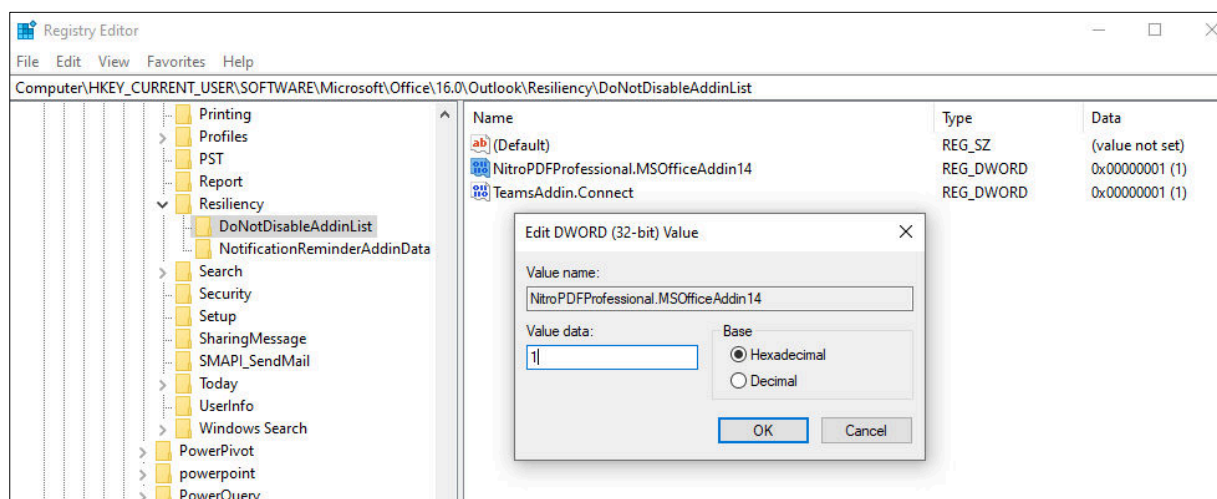 Registry Editor
File Edit View Favorites Help
Computer\HKEY_CURRENT_USER\SOFTWARE\Microsoft\Office\16.0\Outlook\Resiliency\DoNotDisableAddinList
Printing
Profiles
PST
Report
Resiliency
DoNotDisableAddinList
NotificationReminderAddinData
Search
Security
Setup
SharingMessage
SMAPI_SendMail
Today
UserInfo
Windows Search
PowerPivot
powerpoint
PowerQuery
Name Type Data
(Default) REG_SZ (value not set)
NitroPDFProfessional.MSOfficeAddin14 REG_DWORD 0x00000001 (1)
TeamsAddin.Connect REG_DWORD 0x00000001 (1)
Edit DWORD (32-bit) Value
Value name:
NitroPDFProfessional.MSOfficeAddin14
Value data:
1
Base
Hexadecimal
Decimal
OK Cancel